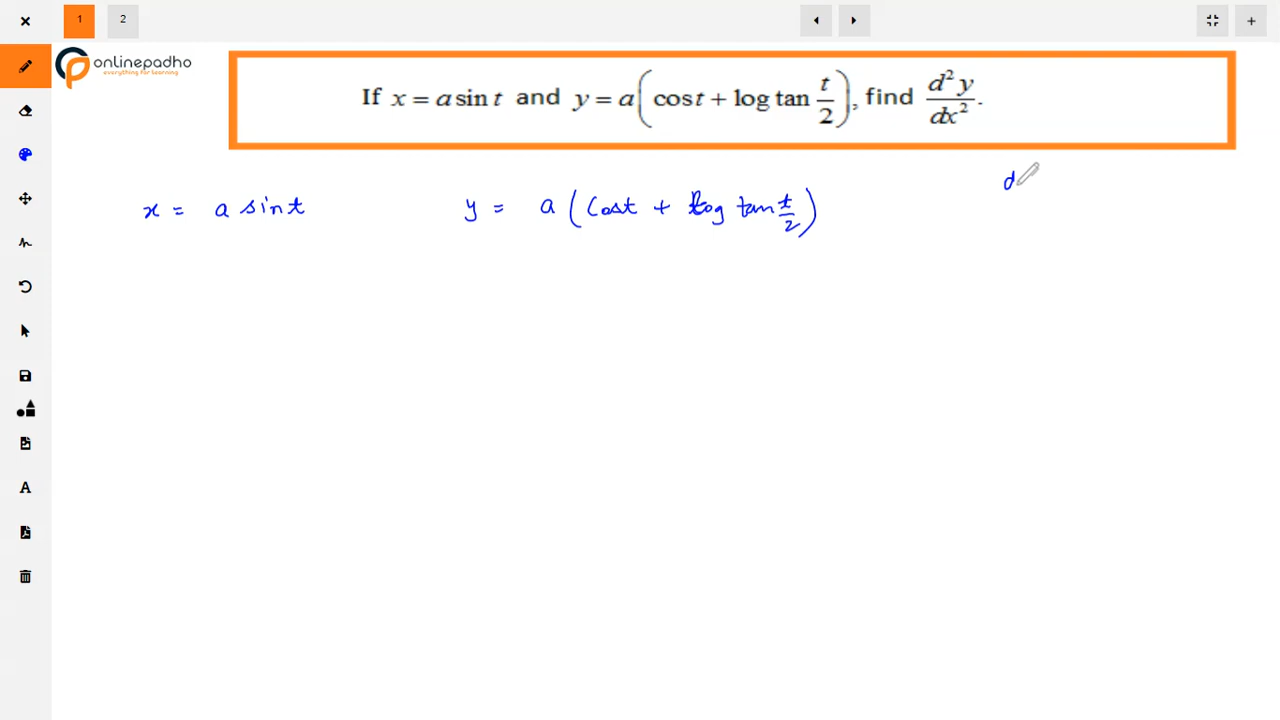 1 2
onlinepadho
everything for learning
If x = a sin t and y = a(cos t + log tan t/2), find d²y/dx².
d
x = a sint y = a (Cost + log tan t/2)
A